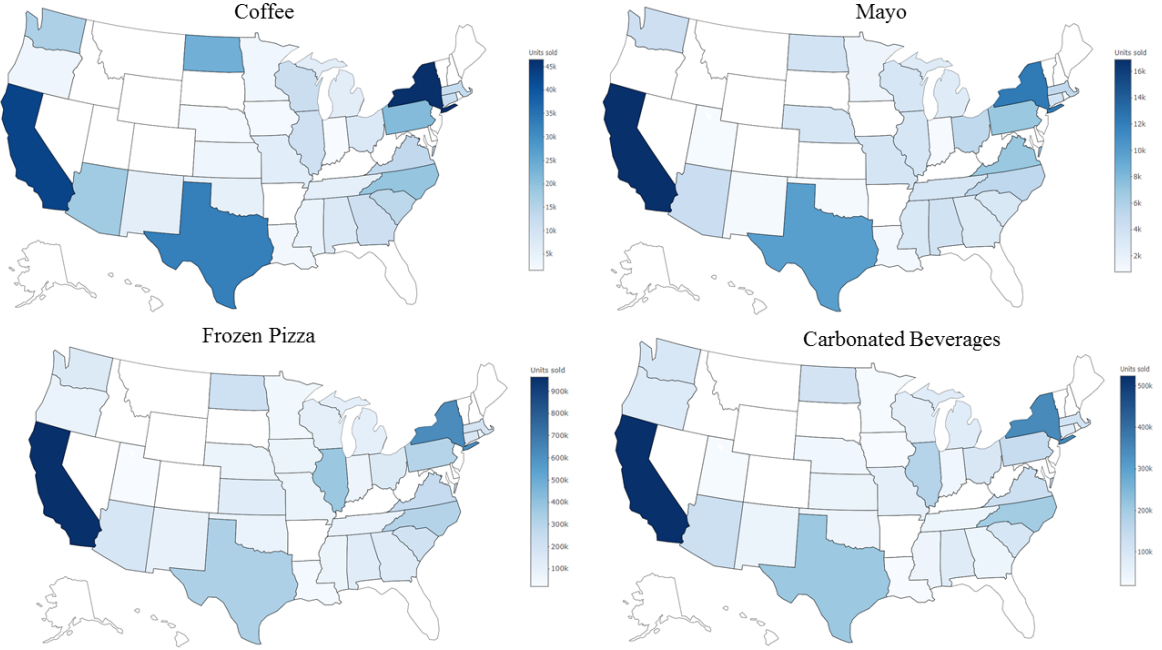 Coffee
Units sold
45k
40k
35k
30k
25k
20k
15k
10k
5k
Mayo
Units sold
16k
14k
12k
10k
8k
6k
4k
2k
Frozen Pizza
Units sold
900k
800k
700k
600k
500k
400k
300k
200k
100k
Carbonated Beverages
Units sold
500k
400k
300k
200k
100k